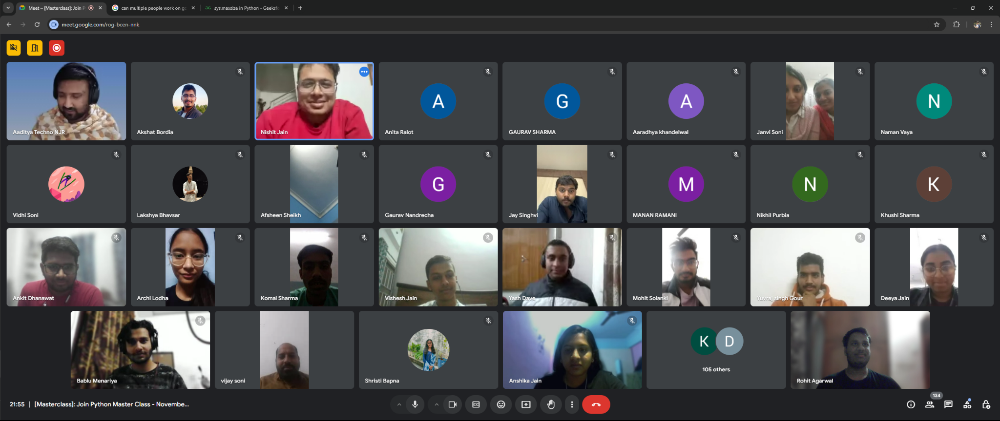 Meet – [Masterclass]: Join P
can multiple people work on go
sys.maxsize in Python - Geeksfo
meet.google.com/rog-bcen-nnk
Aaditya Techno NJR
Akshat Bordia
Nishit Jain
A
Anita Ralot
G
GAURAV SHARMA
A
Aaradhya khandelwal
Janvi Soni
N
Naman Vaya
Vidhi Soni
Lakshya Bhavsar
Afsheen Sheikh
G
Gaurav Nandrecha
Jay Singhvi
M
MANAN RAMANI
N
Nikhil Purbia
K
Khushi Sharma
Ankit Dhanawat
Archi Lodha
Komal Sharma
Vishesh Jain
Yash Dave
Mohit Solanki
Yuvraj singh Gour
Deeya Jain
Bablu Menariya
vijay soni
Shristi Bapna
Anshika Jain
K D
105 others
Rohit Agarwal
21:55 | [Masterclass]: Join Python Master Class - Novembe...
134